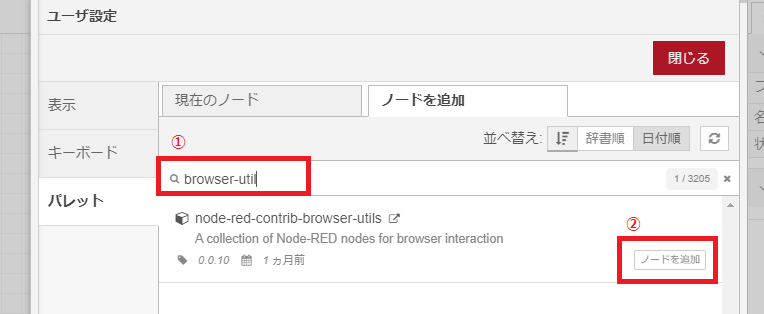 ユーザ設定
閉じる
表示
キーボード
パレット
現在のノード
ノードを追加
①
並べ替え:
辞書順
日付順
browser-util
1 / 3205
node-red-contrib-browser-utils
A collection of Node-RED nodes for browser interaction
0.0.10
1 ヵ月前
②
ノードを追加